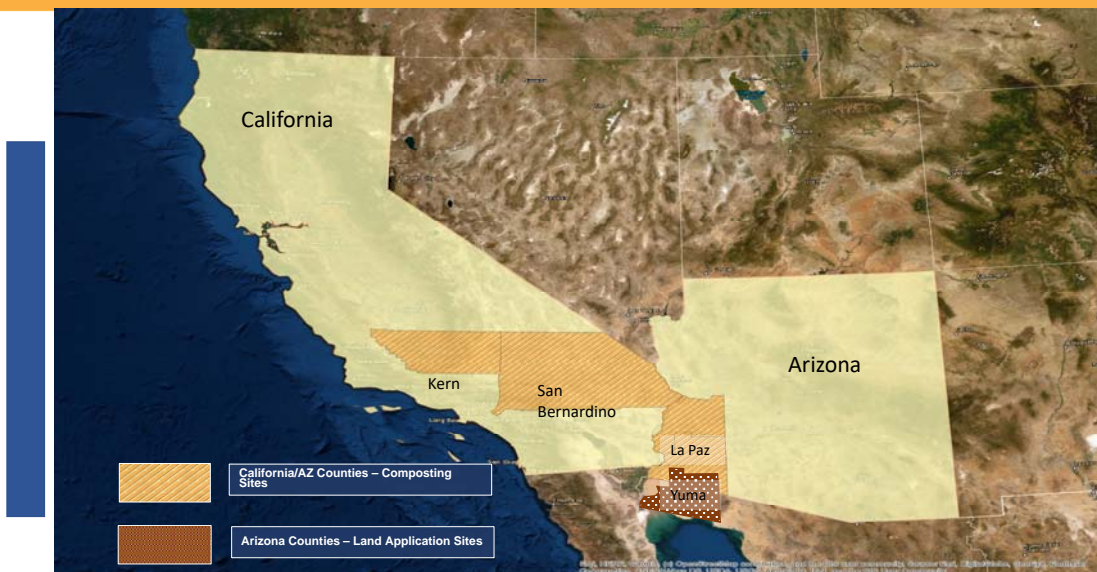 California
Arizona
Kern
San
Bernardino
La Paz
Yuma
California/AZ Counties – Composting
Sites
Arizona Counties – Land Application Sites